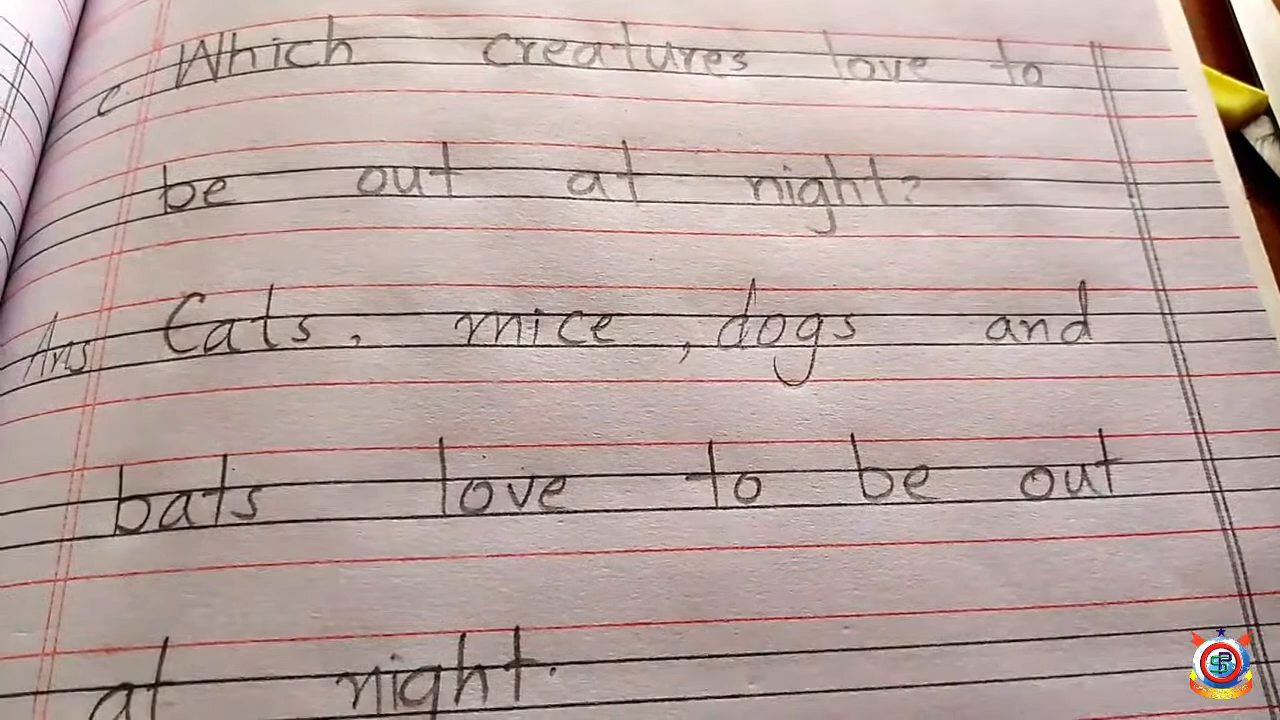 c. Which creatures love to
be out at night?
Ans Cats, mice, dogs and
bats love to be out
at night.